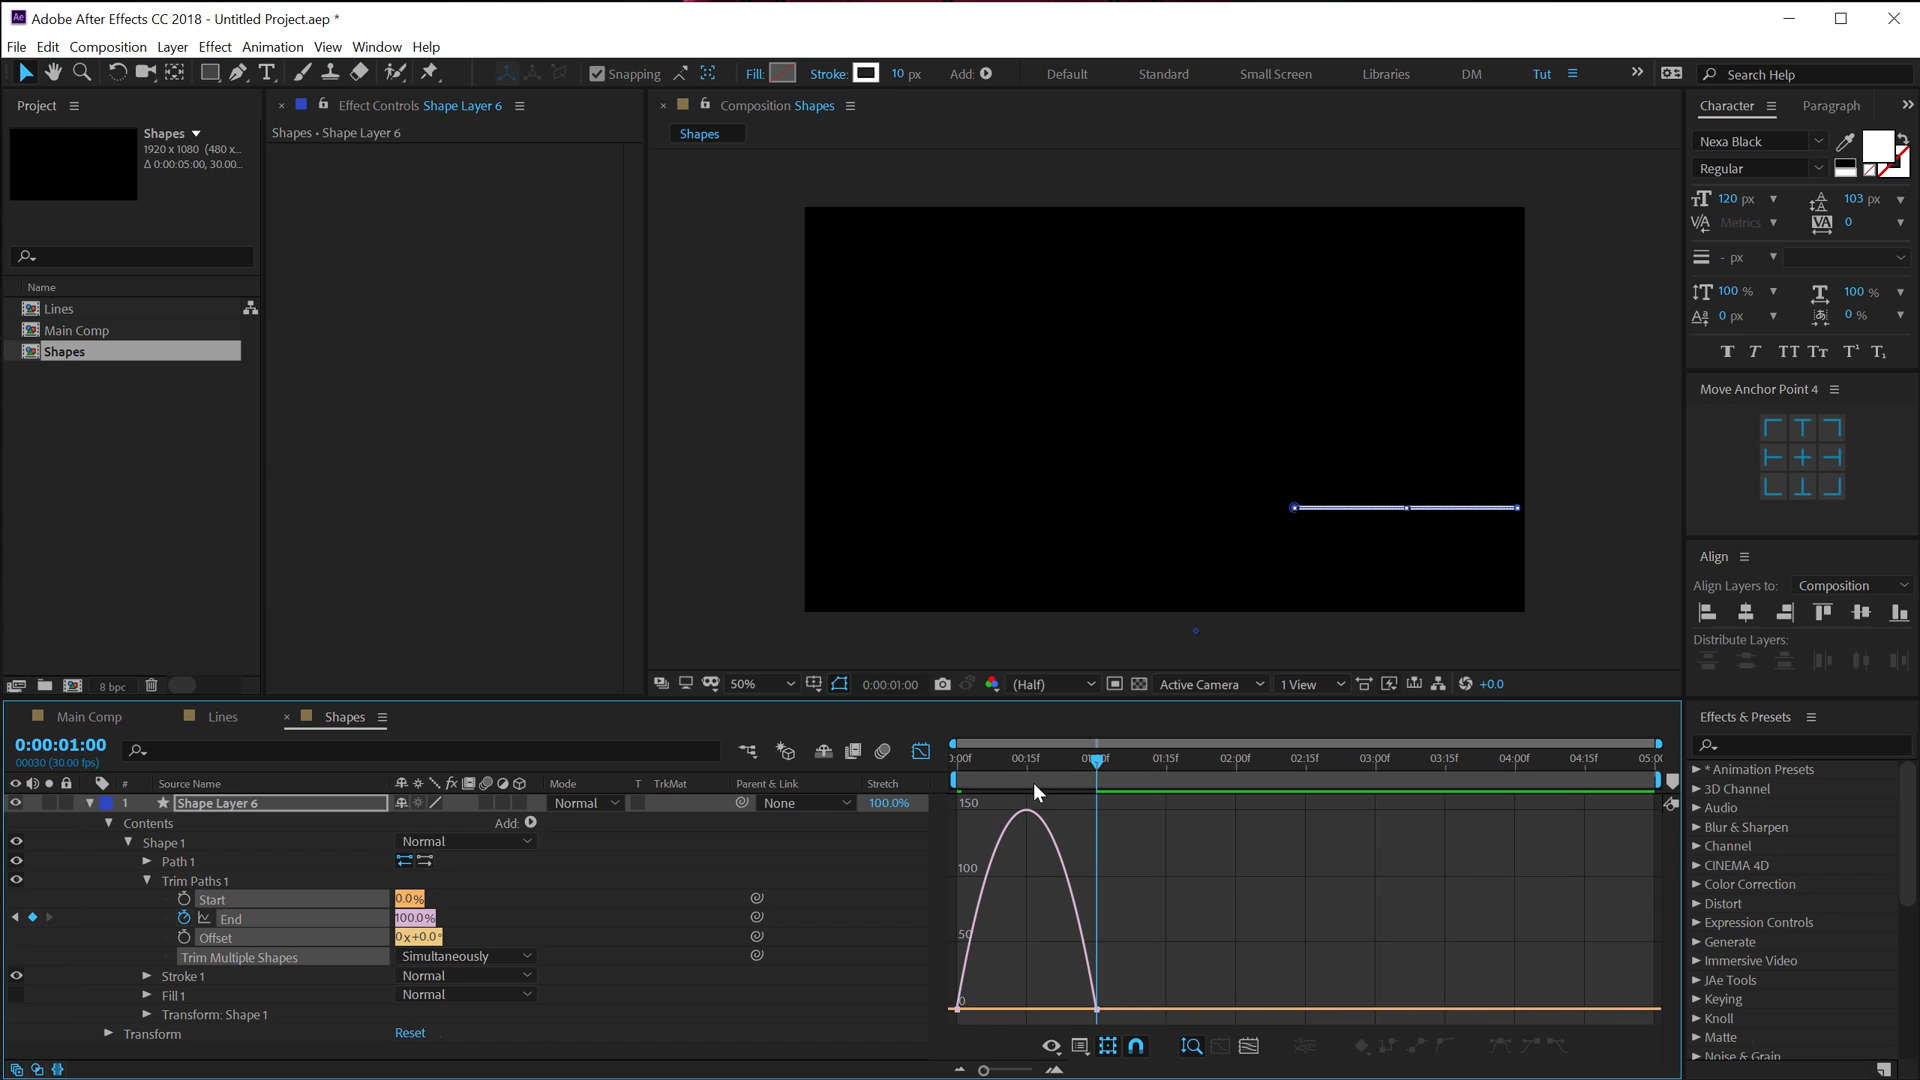 Adobe After Effects CC 2018 - Untitled Project.aep *
File Edit Composition Layer Effect Animation View Window Help
Snapping Fill: Stroke: 10 px Add: Default Standard Small Screen Libraries DM Tut Search Help
Project
Shapes
1920 x 1080 (480 x...
Δ 0:00:05:00, 30.00...
Name
Lines
Main Comp
Shapes
8 bpc
Effect Controls Shape Layer 6
Shapes • Shape Layer 6
Composition Shapes
Shapes
50% 0:00:01:00 (Half) Active Camera 1 View +0.0
Character Paragraph
Nexa Black
Regular
120 px 103 px
Metrics 0
- px
100 % 100 %
0 px 0 %
Move Anchor Point 4
Align
Align Layers to: Composition
Distribute Layers:
Main Comp Lines Shapes
0:00:01:00
00030 (30.00 fps)
# Source Name Mode T TrkMat Parent & Link Stretch
1 Shape Layer 6 Normal None 100.0%
Contents Add:
Shape 1 Normal
Path 1
Trim Paths 1
Start 0.0%
End 100.0%
Offset 0x+0.0°
Trim Multiple Shapes Simultaneously
Stroke 1 Normal
Fill 1 Normal
Transform: Shape 1
Transform Reset
00:15f 01:15f 02:00f 02:15f 03:00f 03:15f 04:00f 04:15f
150
100
50
0
Effects & Presets
* Animation Presets
3D Channel
Audio
Blur & Sharpen
Channel
CINEMA 4D
Color Correction
Distort
Expression Controls
Generate
Immersive Video
JAe Tools
Keying
Knoll
Matte
Noise & Grain